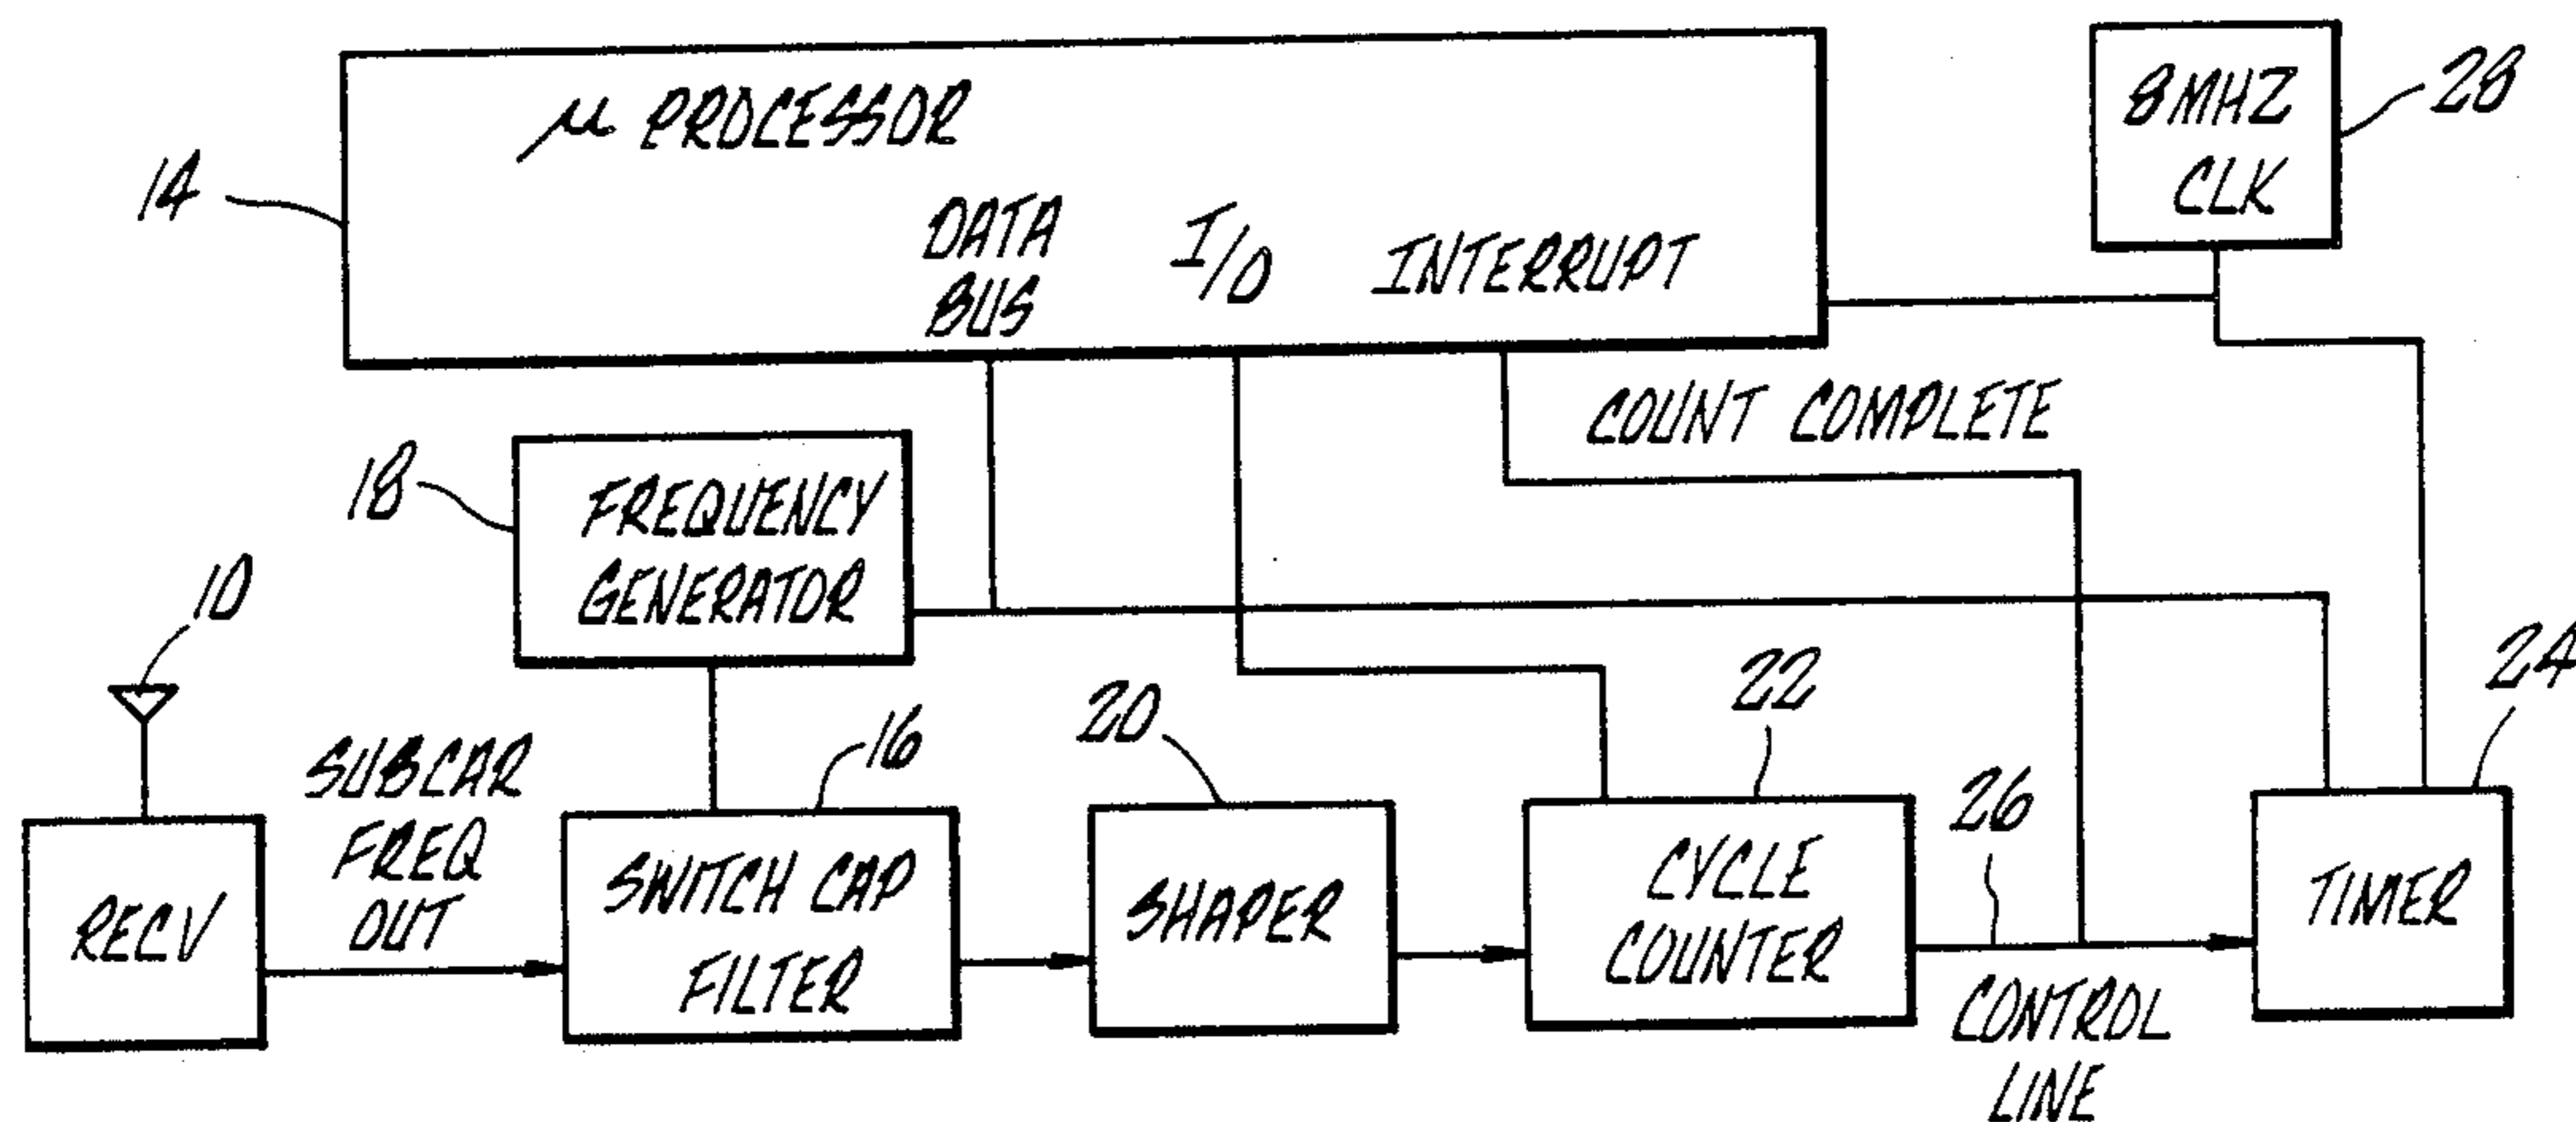 μ PROCESSOR
8MHZ
CLK
28
14
DATA
BUS
I/O
INTERRUPT
COUNT COMPLETE
18
FREQUENCY
GENERATOR
10
SUBCAR
FREQ
OUT
16
20
22
26
24
RECV
SWITCH CAP
FILTER
SHAPER
CYCLE
COUNTER
CONTROL
LINE
TIMER